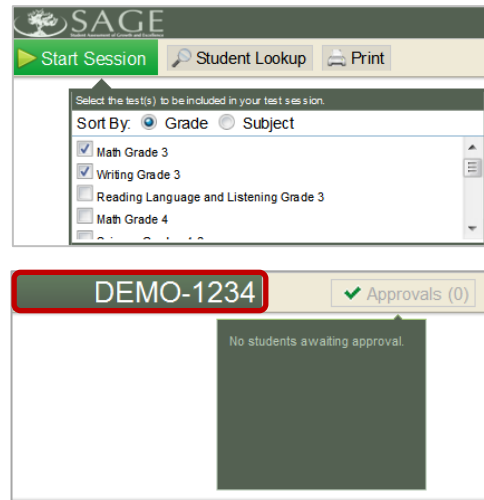 SAGE
Student Assessment of Growth and Excellence
Start Session Student Lookup Print
Select the test(s) to be included in your test session.
Sort By: Grade Subject
Math Grade 3
Writing Grade 3
Reading Language and Listening Grade 3
Math Grade 4
DEMO-1234 Approvals (0)
No students awaiting approval.